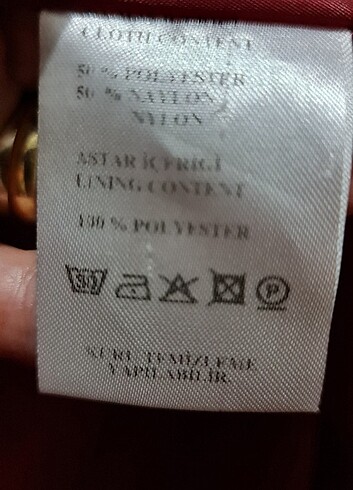 CLOTH CONTENT
50 % POLYESTER
50 % NAYLON
NYLON
ASTAR İÇERİĞİ
LINING CONTENT
100 % POLYESTER
30 P
KURU TEMİZLEME
YAPILABİLİR.